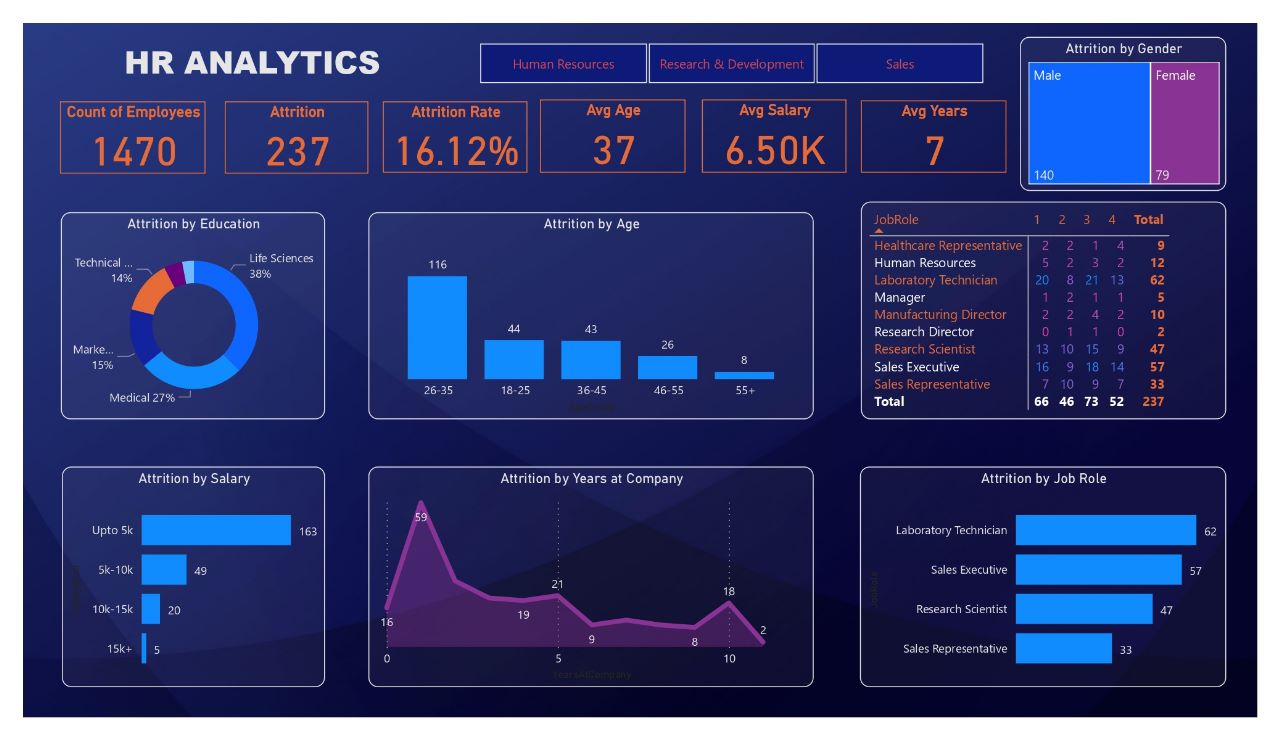 HR ANALYTICS
Human Resources
Research & Development
Sales
Attrition by Gender
Male
Female
140
79
Count of Employees
1470
Attrition
237
Attrition Rate
16.12%
Avg Age
37
Avg Salary
6.50K
Avg Years
7
Attrition by Education
Life Sciences
38%
Technical ...
14%
Marke...
15%
Medical 27%
Attrition by Age
116
44
43
26
8
26-35 18-25 36-45 46-55 55+
JobRole 1 2 3 4 Total
Healthcare Representative 2 2 1 4 9
Human Resources 5 2 3 2 12
Laboratory Technician 20 8 21 13 62
Manager 1 2 1 1 5
Manufacturing Director 2 2 4 2 10
Research Director 0 1 1 0 2
Research Scientist 13 10 15 9 47
Sales Executive 16 9 18 14 57
Sales Representative 7 10 9 7 33
Total 66 46 73 52 237
Attrition by Salary
Upto 5k 163
5k-10k 49
10k-15k 20
15k+ 5
Attrition by Years at Company
59
21
18
16
19
9
8
2
0 5 10
YearsAtCompany
Attrition by Job Role
JobRole
Laboratory Technician 62
Sales Executive 57
Research Scientist 47
Sales Representative 33